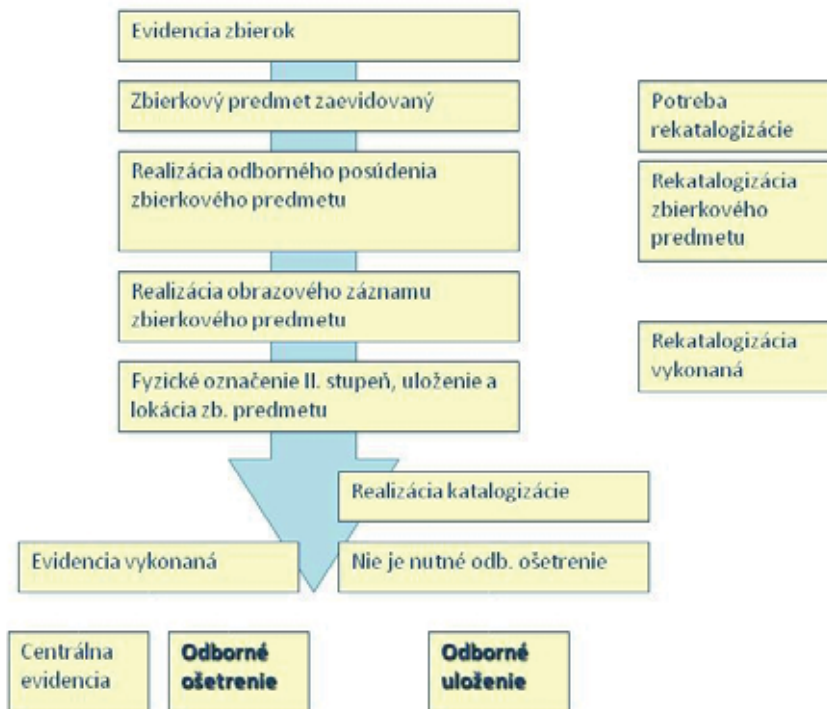 Evidencia zbierok
Zbierkový predmet zaevidovaný
Realizácia odborného posúdenia
zbierkového predmetu
Realizácia obrazového záznamu
zbierkového predmetu
Fyzické označenie II. stupeň, uloženie a
lokácia zb. predmetu
Potreba
rekatalogizácie
Rekatalogizácia
zbierkového
predmetu
Rekatalogizácia
vykonaná
Realizácia katalogizácie
Evidencia vykonaná
Nie je nutné odb. ošetrenie
Centrálna
evidencia
Odborné
ošetrenie
Odborné
uloženie